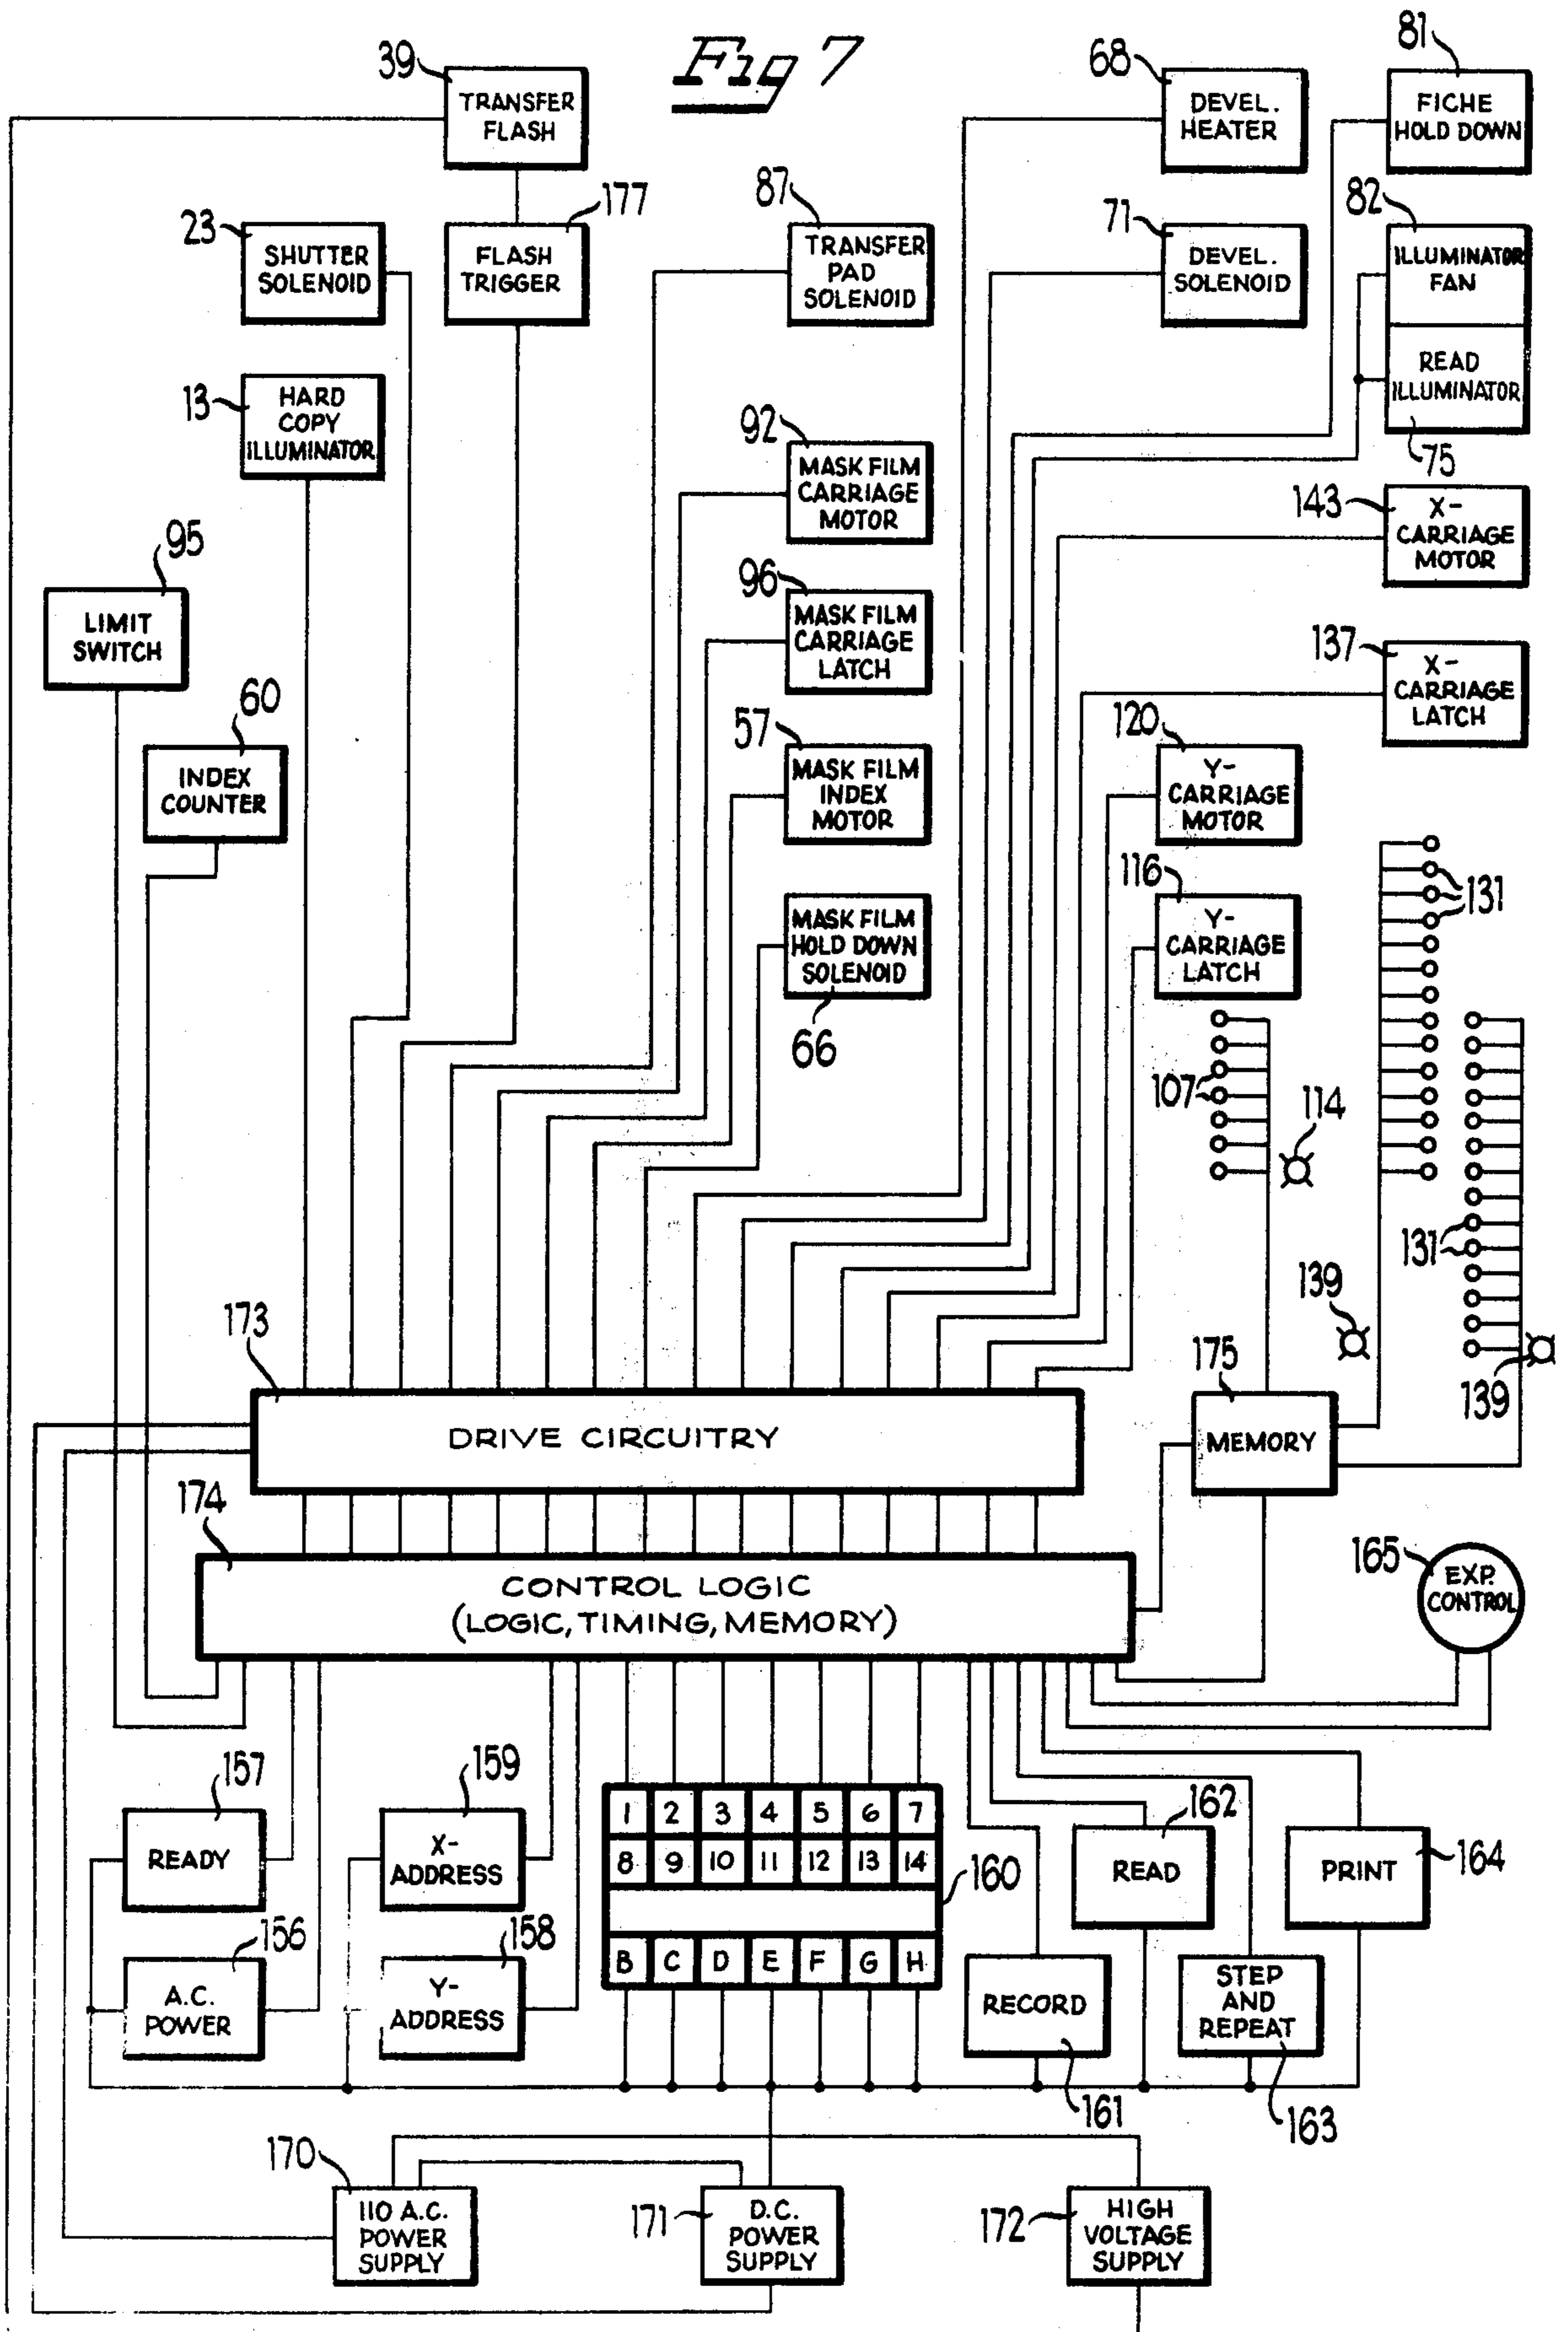 Fig 7
39
TRANSFER
FLASH
68
DEVEL.
HEATER
81
FICHE
HOLD DOWN
23
SHUTTER
SOLENOID
177
FLASH
TRIGGER
87
TRANSFER
PAD
SOLENOID
71
DEVEL.
SOLENOID
82
ILLUMINATOR
FAN
READ
ILLUMINATOR
75
13
HARD
COPY
ILLUMINATOR
92
MASK FILM
CARRIAGE
MOTOR
143
X-
CARRIAGE
MOTOR
95
LIMIT
SWITCH
96
MASK FILM
CARRIAGE
LATCH
137
X-
CARRIAGE
LATCH
60
INDEX
COUNTER
57
MASK FILM
INDEX
MOTOR
120
Y-
CARRIAGE
MOTOR
131
MASK FILM
HOLD DOWN
SOLENOID
66
116
Y-
CARRIAGE
LATCH
107
114
131
139
139
173
DRIVE CIRCUITRY
175
MEMORY
174
CONTROL LOGIC
(LOGIC, TIMING, MEMORY)
165
EXP.
CONTROL
157
READY
159
X-
ADDRESS
1 2 3 4 5 6 7
8 9 10 11 12 13 14
B C D E F G H
160
162
READ
PRINT
164
156
A.C.
POWER
158
Y-
ADDRESS
RECORD
161
STEP
AND
REPEAT
163
170
110 A.C.
POWER
SUPPLY
171
D.C.
POWER
SUPPLY
172
HIGH
VOLTAGE
SUPPLY